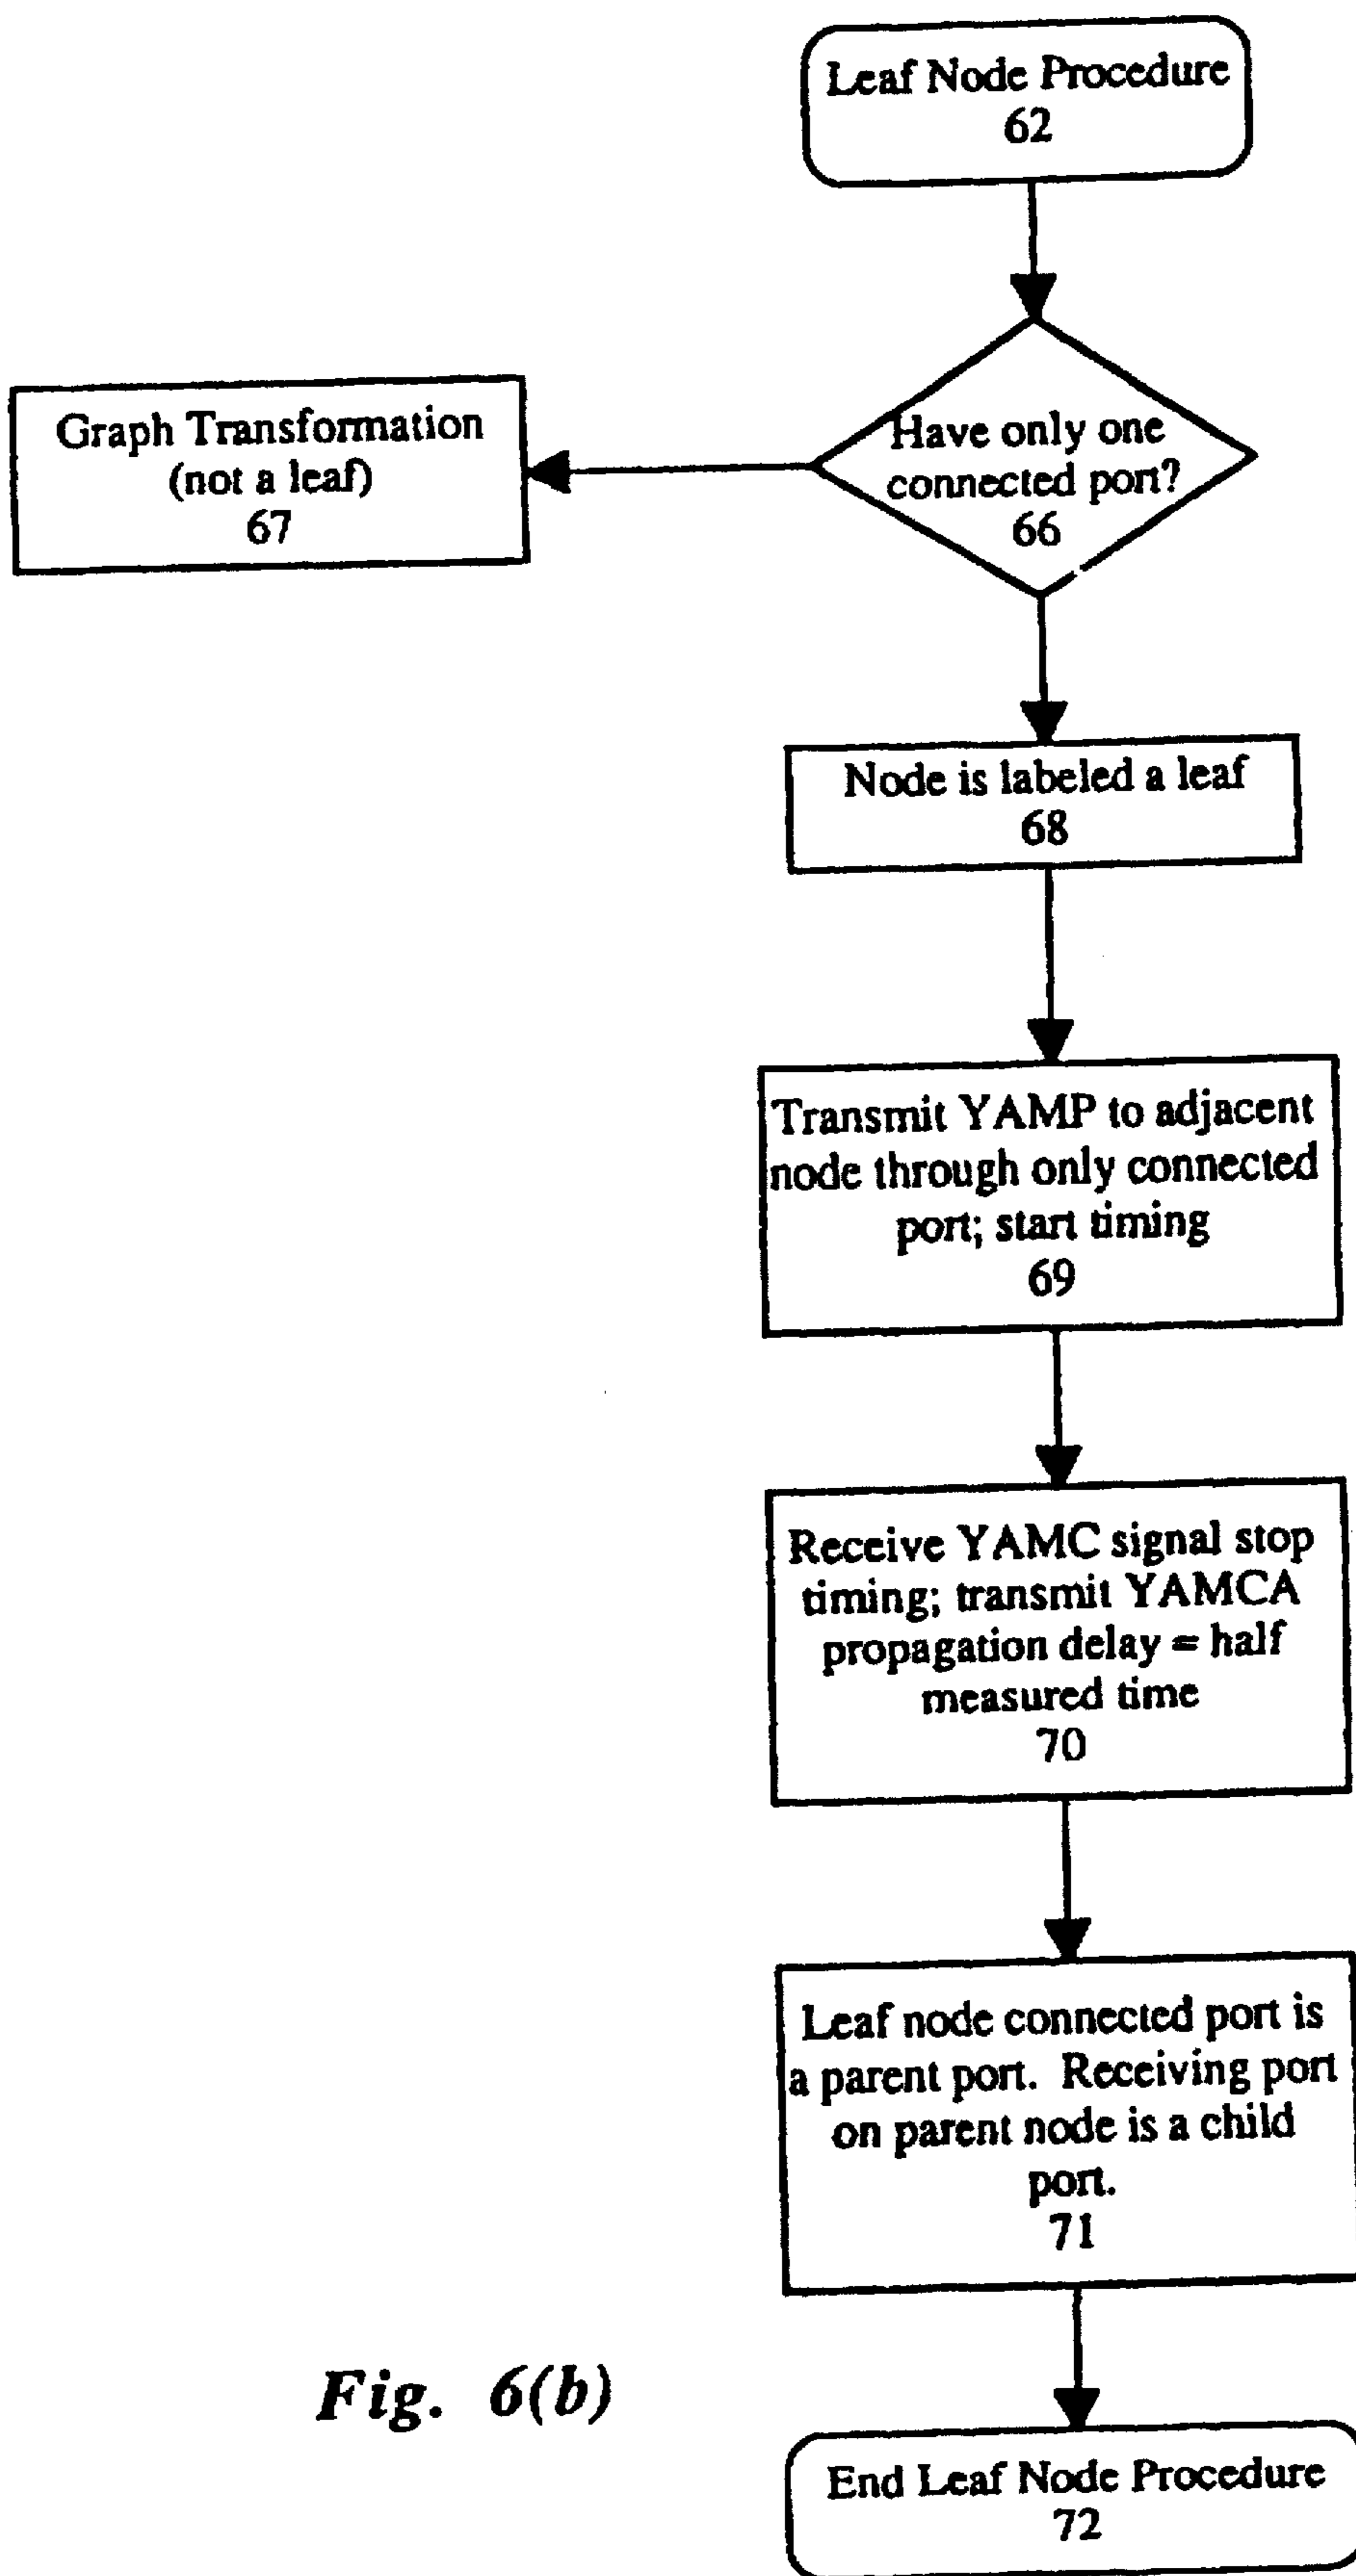 Leaf Node Procedure
62
Have only one
connected port?
66
Graph Transformation
(not a leaf)
67
Node is labeled a leaf
68
Transmit YAMP to adjacent
node through only connected
port; start timing
69
Receive YAMC signal stop
timing; transmit YAMCA
propagation delay = half
measured time
70
Leaf node connected port is
a parent port. Receiving port
on parent node is a child
port.
71
End Leaf Node Procedure
72
Fig. 6(b)